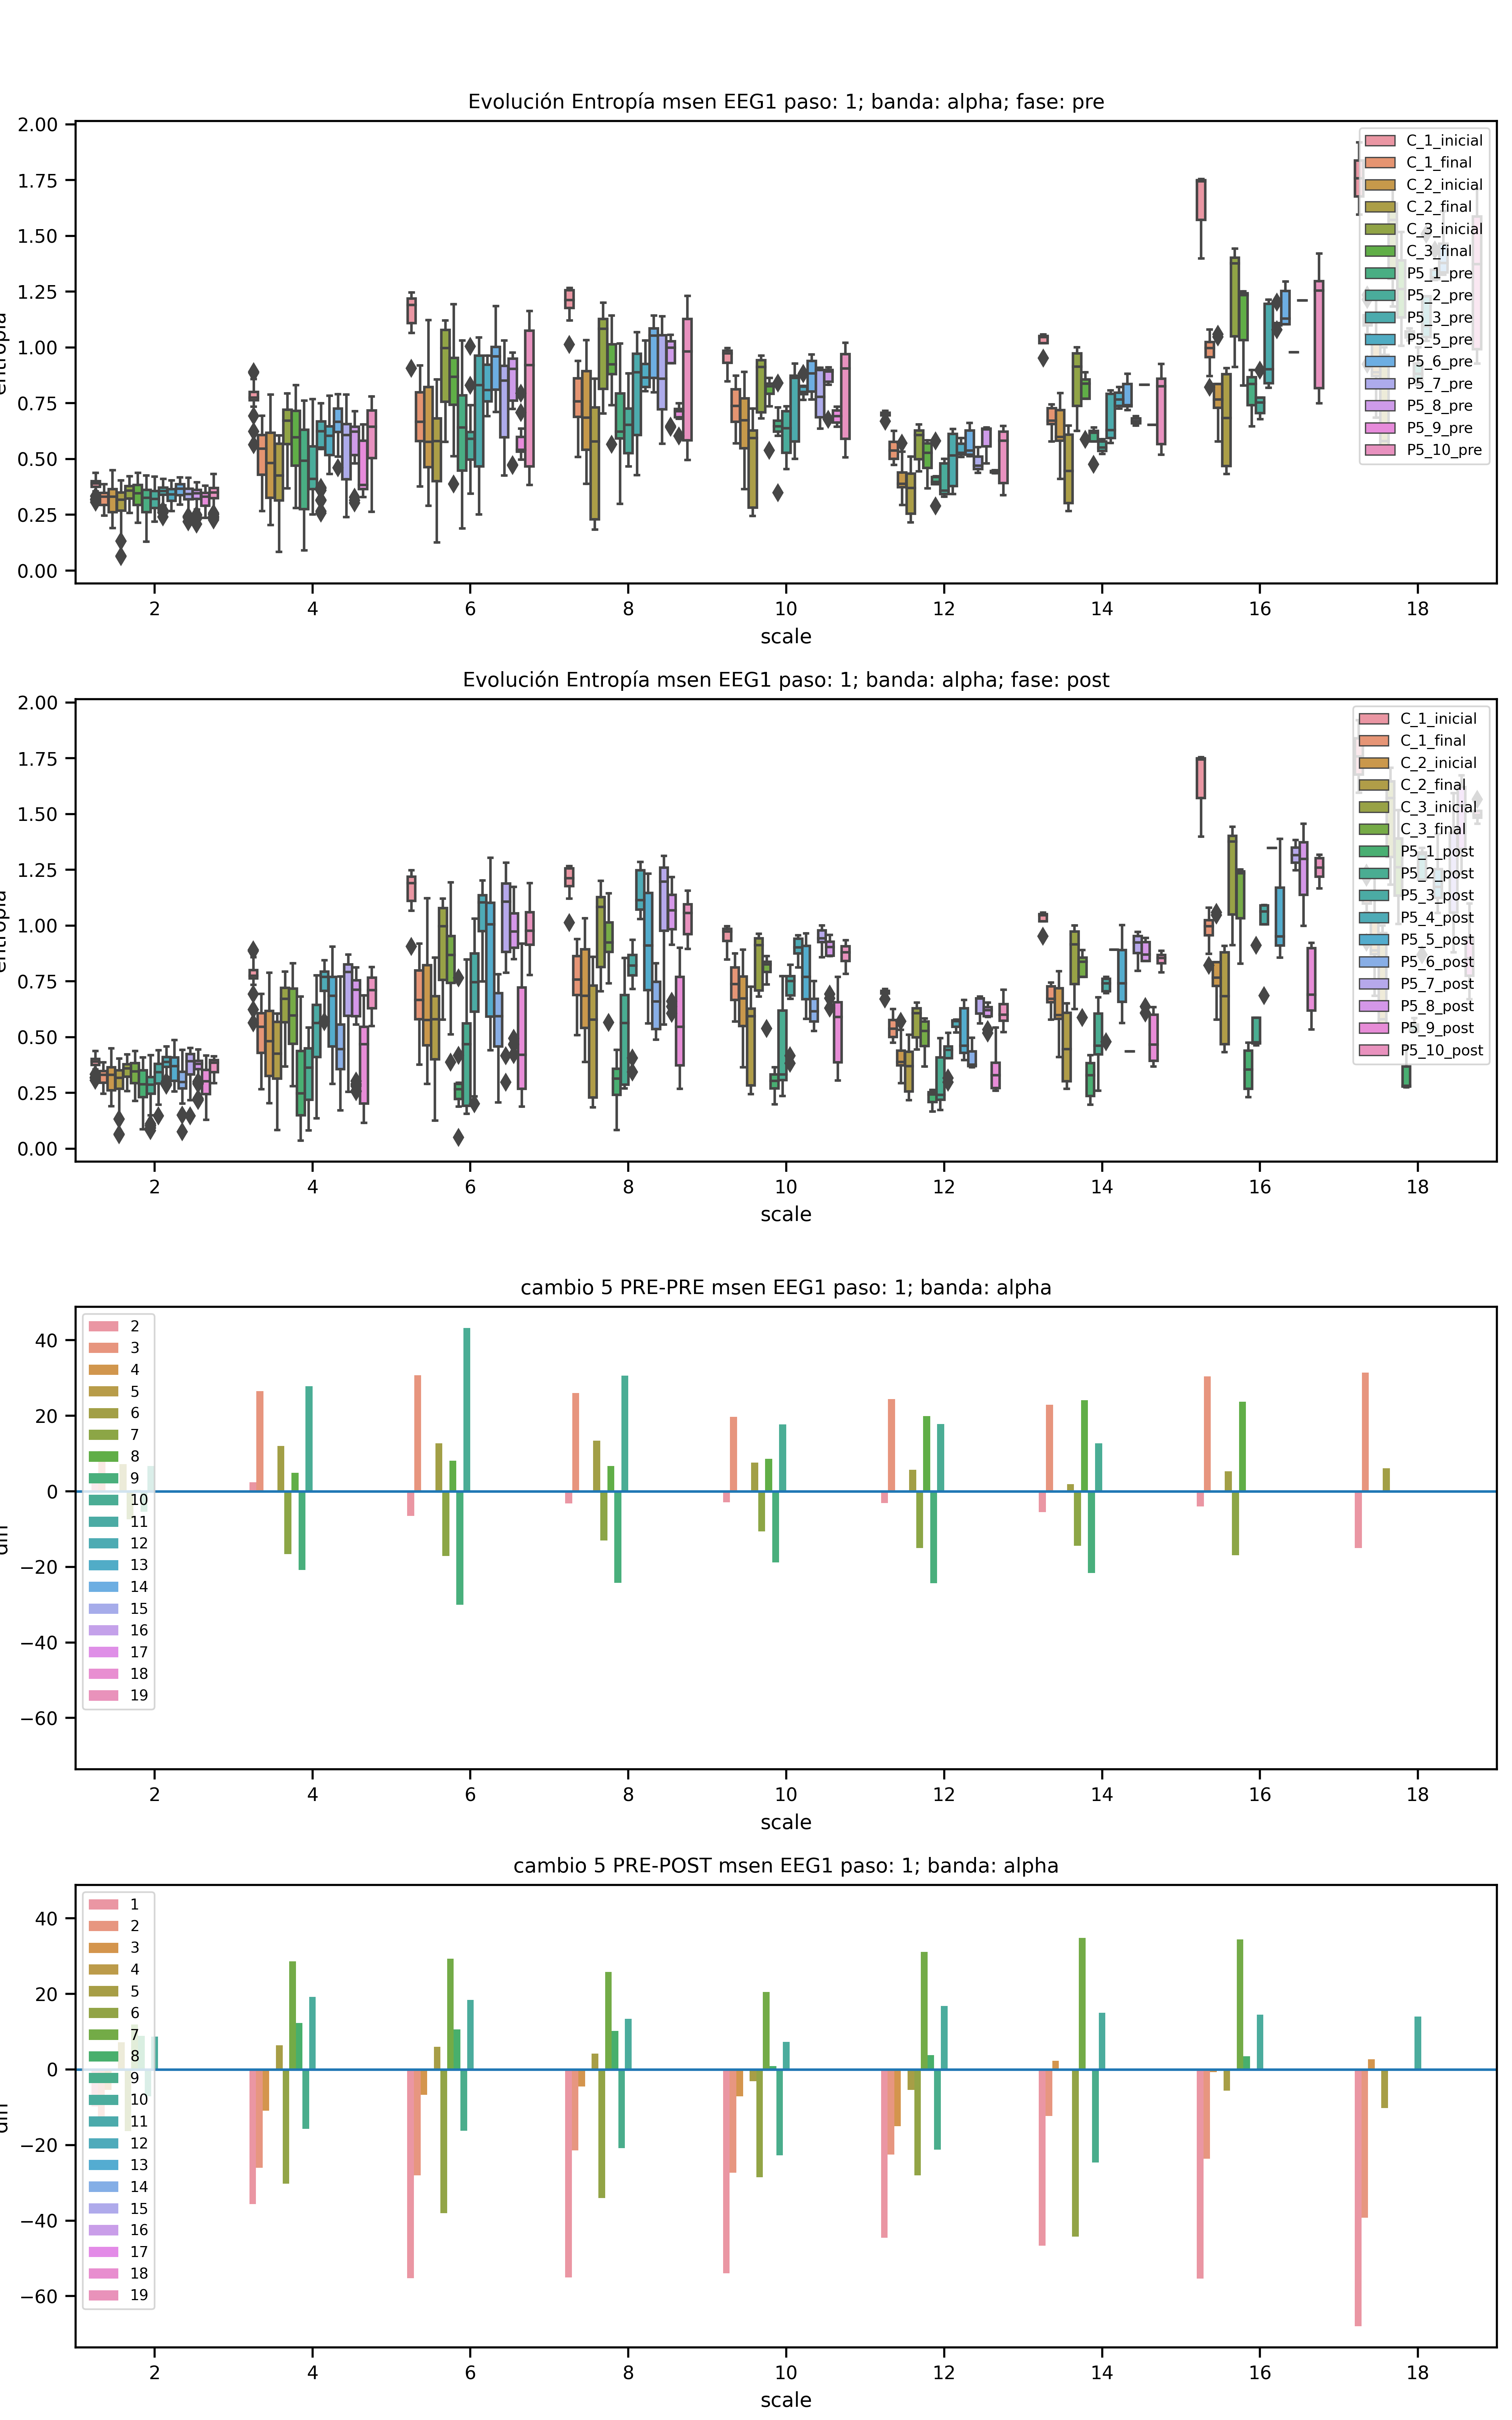 Evolución Entropía msen EEG1 paso: 1; banda: alpha; fase: pre
2.00
1.75
1.50
1.25
1.00
0.75
0.50
0.25
0.00
C_1_inicial
C_1_final
C_2_inicial
C_2_final
C_3_inicial
C_3_final
P5_1_pre
P5_2_pre
P5_3_pre
P5_5_pre
P5_6_pre
P5_7_pre
P5_8_pre
P5_9_pre
P5_10_pre
2 4 6 8 10 12 14 16 18
scale
Evolución Entropía msen EEG1 paso: 1; banda: alpha; fase: post
2.00
1.75
1.50
1.25
1.00
0.75
0.50
0.25
0.00
C_1_inicial
C_1_final
C_2_inicial
C_2_final
C_3_inicial
C_3_final
P5_1_post
P5_2_post
P5_3_post
P5_4_post
P5_5_post
P5_6_post
P5_7_post
P5_8_post
P5_9_post
P5_10_post
2 4 6 8 10 12 14 16 18
scale
cambio 5 PRE-PRE msen EEG1 paso: 1; banda: alpha
40
20
0
−20
−40
−60
2
3
4
5
6
7
8
9
10
11
12
13
14
15
16
17
18
19
2 4 6 8 10 12 14 16 18
scale
cambio 5 PRE-POST msen EEG1 paso: 1; banda: alpha
40
20
0
−20
−40
−60
1
2
3
4
5
6
7
8
9
10
11
12
13
14
15
16
17
18
19
2 4 6 8 10 12 14 16 18
scale